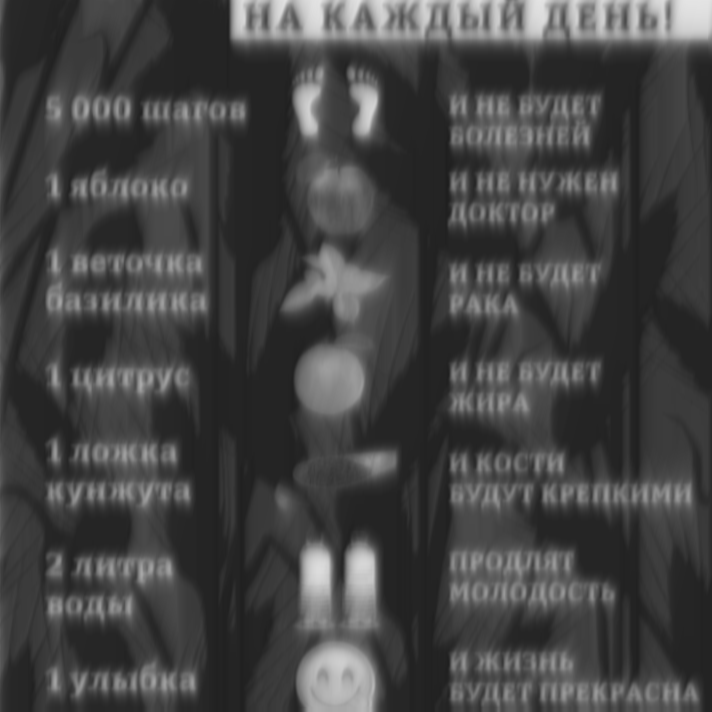 НА КАЖДЫЙ ДЕНЬ!
5 000 шагов
И НЕ БУДЕТ
БОЛЕЗНЕЙ
1 яблоко
И НЕ НУЖЕН
ДОКТОР
1 веточка
базилика
И НЕ БУДЕТ
РАКА
1 цитрус
И НЕ БУДЕТ
ЖИРА
1 ложка
кунжута
И КОСТИ
БУДУТ КРЕПКИМИ
2 литра
воды
ПРОДЛЯТ
МОЛОДОСТЬ
1 улыбка
И ЖИЗНЬ
БУДЕТ ПРЕКРАСНА